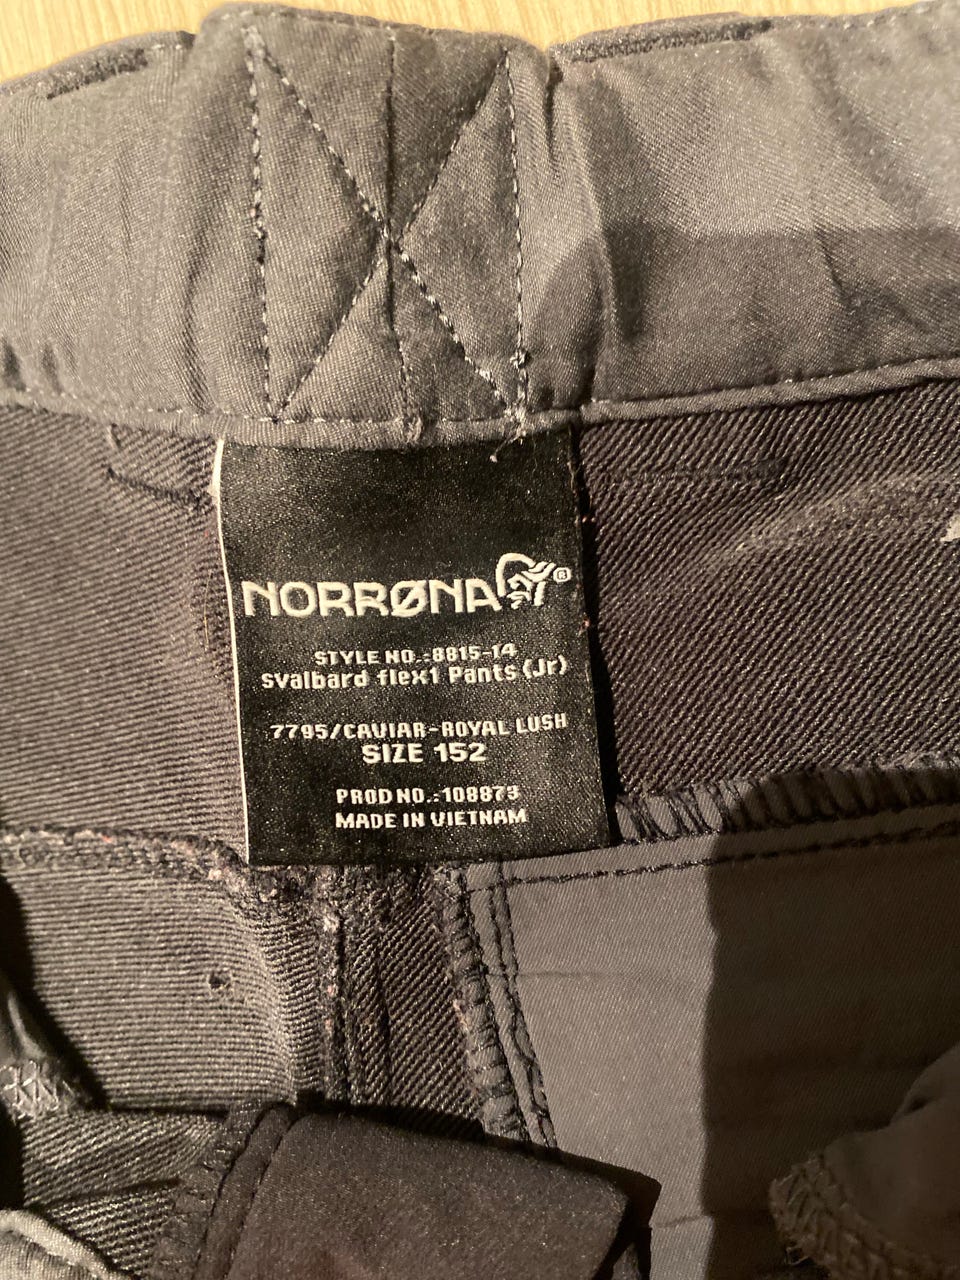 NORRØNA®
STYLE NO.:8815-14
svalbard flex1 Pants (Jr)
7795/CAVIAR-ROYAL LUSH
SIZE 152
PROD NO.:108873
MADE IN VIETNAM